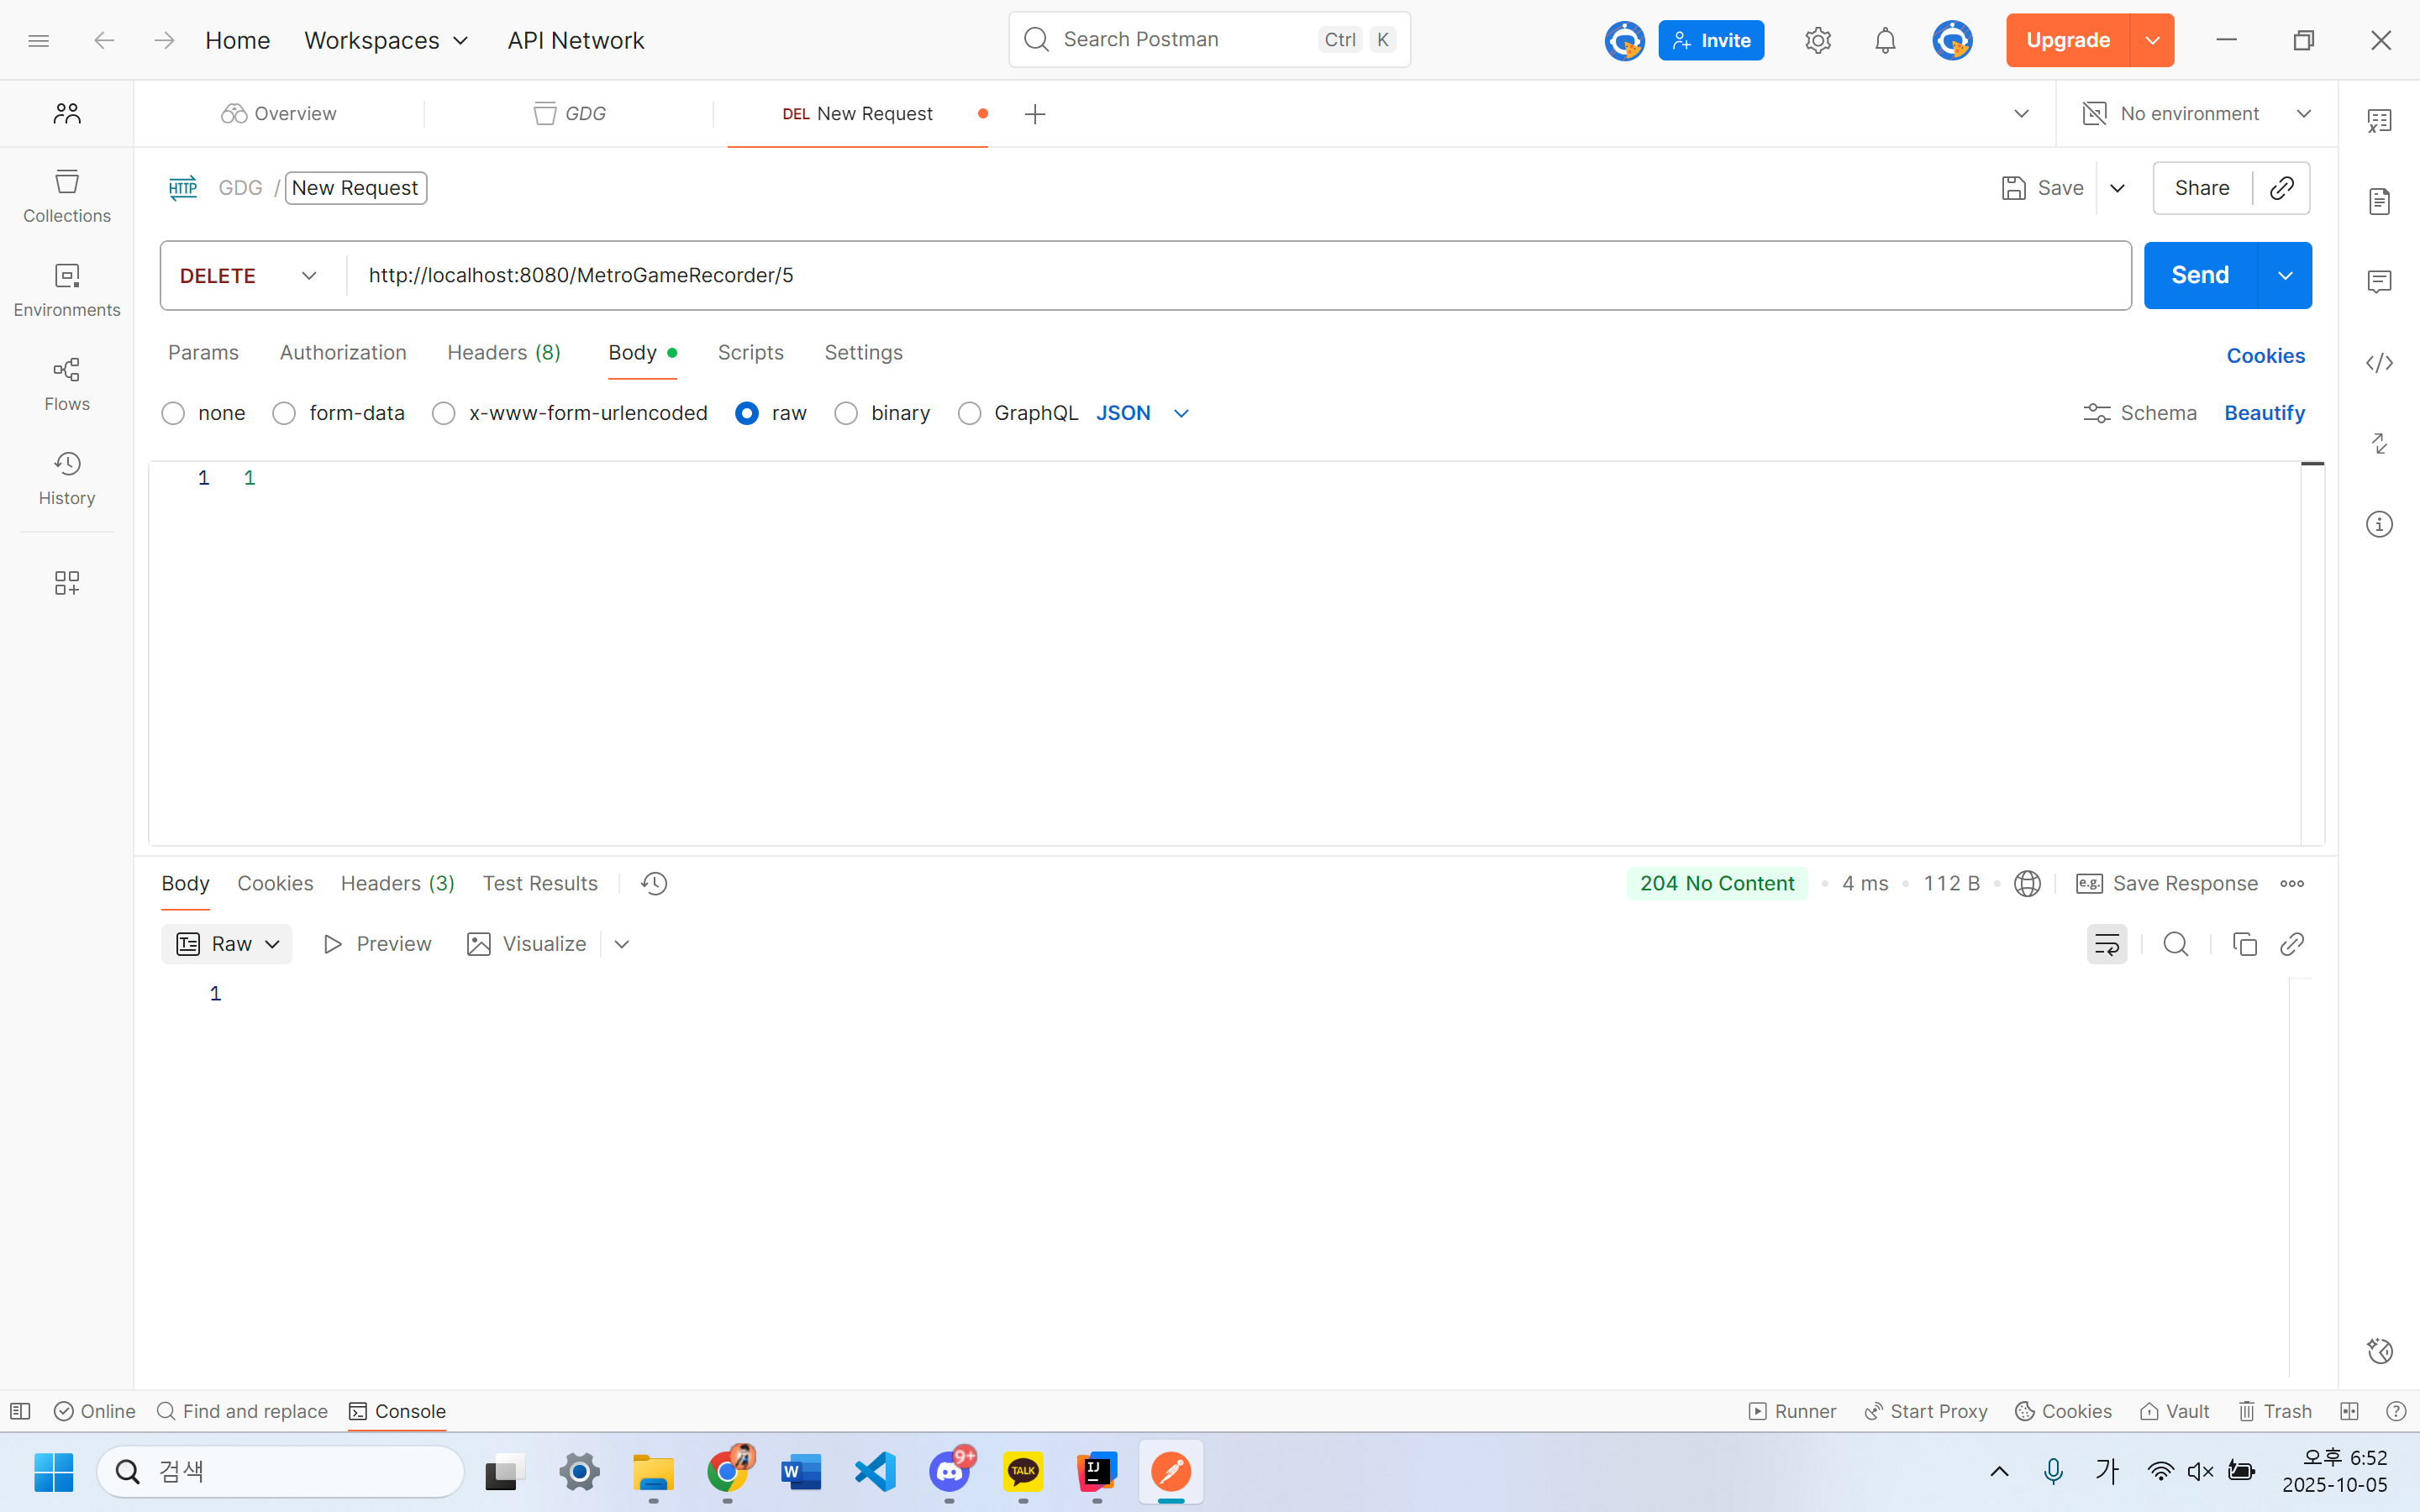 Home Workspaces API Network Search Postman Ctrl K Invite Upgrade
Overview GDG DEL New Request No environment
HTTP GDG / New Request Save Share
Collections
DELETE http://localhost:8080/MetroGameRecorder/5 Send
Environments
Params Authorization Headers (8) Body Scripts Settings Cookies
Flows
none form-data x-www-form-urlencoded raw binary GraphQL JSON Schema Beautify
1 1
History
Body Cookies Headers (3) Test Results 204 No Content 4 ms 112 B e.g. Save Response
Raw Preview Visualize
1
Online Find and replace Console Runner Start Proxy Cookies Vault Trash
검색 W 9+ TALK IJ 가 오후 6:52
2025-10-05